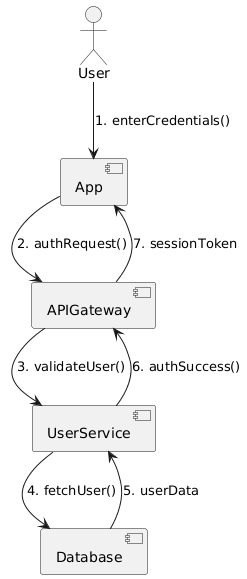 User
1. enterCredentials()
App
2. authRequest()
7. sessionToken
APIGateway
3. validateUser()
6. authSuccess()
UserService
4. fetchUser()
5. userData
Database